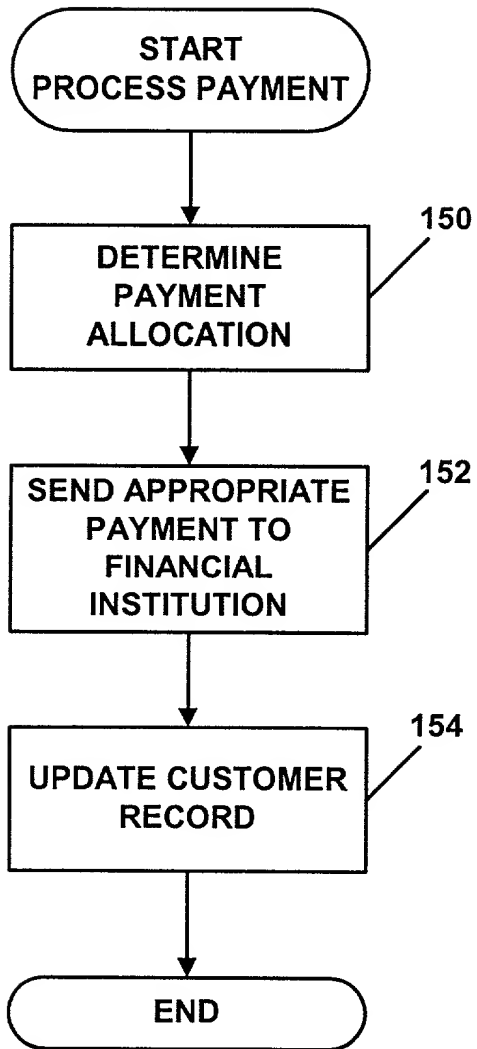 START
PROCESS PAYMENT
150
DETERMINE
PAYMENT
ALLOCATION
152
SEND APPROPRIATE
PAYMENT TO
FINANCIAL
INSTITUTION
154
UPDATE CUSTOMER
RECORD
END